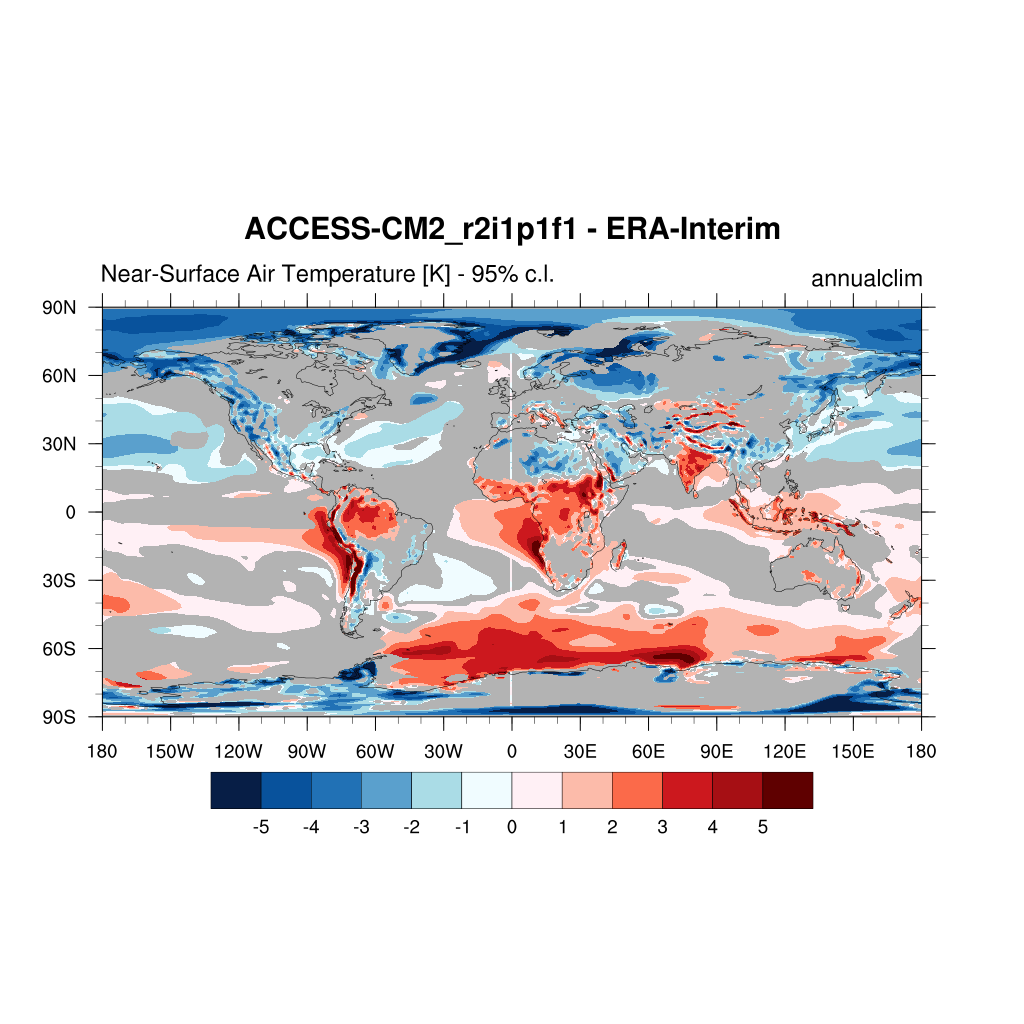 ACCESS-CM2_r2i1p1f1 - ERA-Interim
Near-Surface Air Temperature [K] - 95% c.l.
annualclim
90N
60N
30N
0
30S
60S
90S
180 150W 120W 90W 60W 30W 0 30E 60E 90E 120E 150E 180
-5 -4 -3 -2 -1 0 1 2 3 4 5